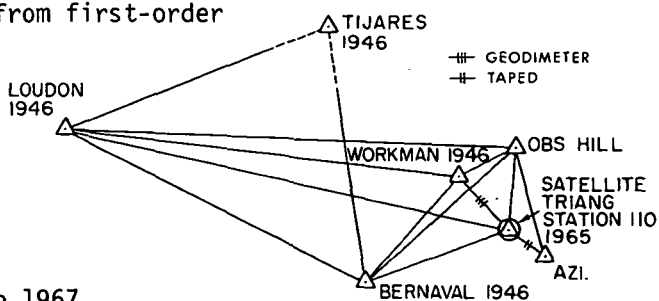 from first-order
TIJARES
1946
GEODIMETER
TAPED
LOUDON
1946
WORKMAN 1946
OBS HILL
SATELLITE
TRIANG
STATION 110
1965
AZI.
BERNAVAL 1946